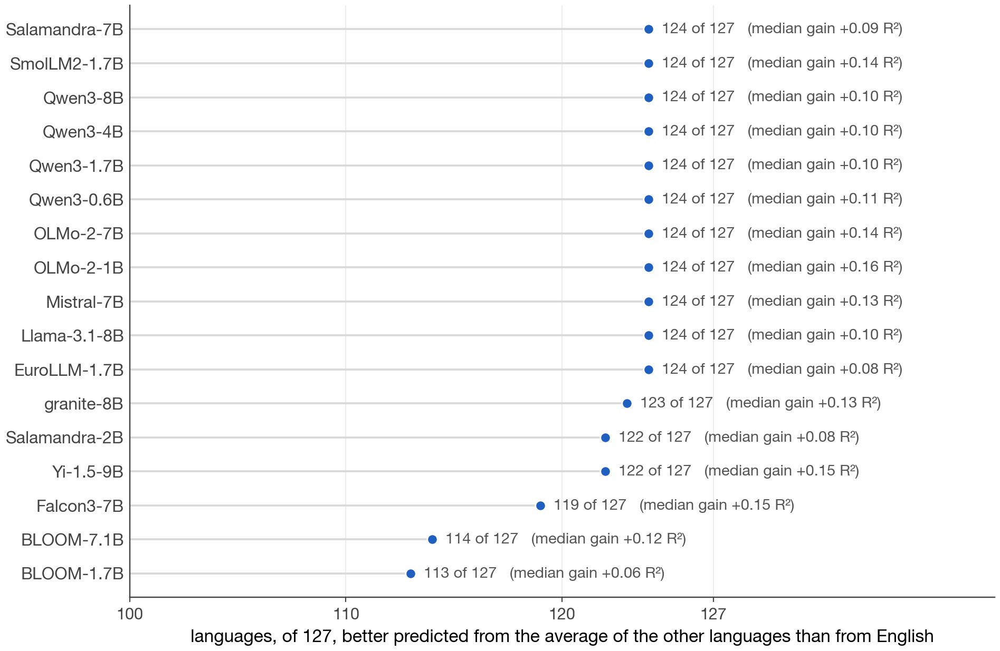 Salamandra-7B 124 of 127 (median gain +0.09 R²)
SmolLM2-1.7B 124 of 127 (median gain +0.14 R²)
Qwen3-8B 124 of 127 (median gain +0.10 R²)
Qwen3-4B 124 of 127 (median gain +0.10 R²)
Qwen3-1.7B 124 of 127 (median gain +0.10 R²)
Qwen3-0.6B 124 of 127 (median gain +0.11 R²)
OLMo-2-7B 124 of 127 (median gain +0.14 R²)
OLMo-2-1B 124 of 127 (median gain +0.16 R²)
Mistral-7B 124 of 127 (median gain +0.13 R²)
Llama-3.1-8B 124 of 127 (median gain +0.10 R²)
EuroLLM-1.7B 124 of 127 (median gain +0.08 R²)
granite-8B 123 of 127 (median gain +0.13 R²)
Salamandra-2B 122 of 127 (median gain +0.08 R²)
Yi-1.5-9B 122 of 127 (median gain +0.15 R²)
Falcon3-7B 119 of 127 (median gain +0.15 R²)
BLOOM-7.1B 114 of 127 (median gain +0.12 R²)
BLOOM-1.7B 113 of 127 (median gain +0.06 R²)
100 110 120 127
languages, of 127, better predicted from the average of the other languages than from English